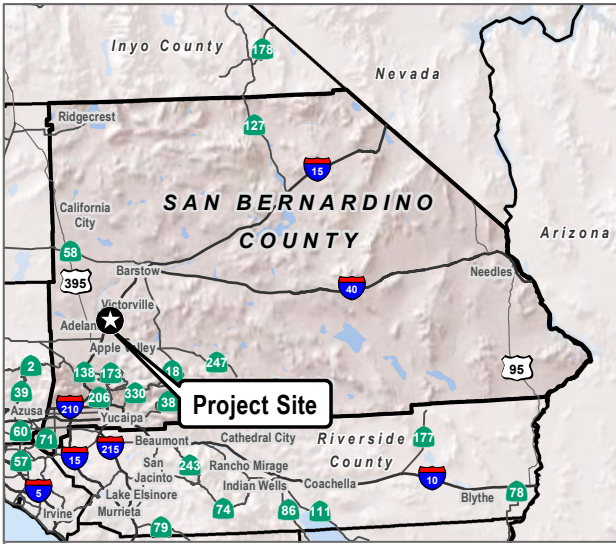 Inyo County
178
Nevada
Ridgecrest
127
15
SAN BERNARDINO
COUNTY
California
City
Arizona
58
Barstow
Needles
395
40
Victorville
Adelan
Apple Valley
247
2
138
173
18
95
39
206
330
38
Project Site
Azusa
210
Yucaipa
60
71
215
Beaumont
Cathedral City
Riverside
County
177
57
15
San
Jacinto
243
Rancho Mirage
Indian Wells
Coachella
10
5
Lake Elsinore
Blythe
78
Irvine
Murrieta
79
74
86
111